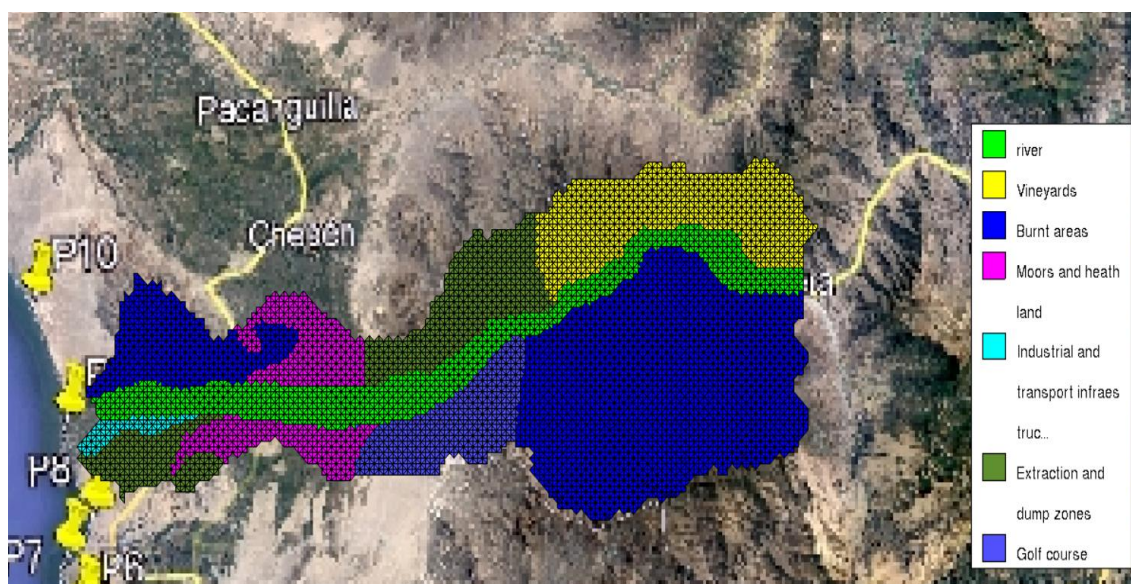 Pacanguilla
Chepén
P10
P8
P7
P6
river
Vineyards
Burnt areas
Moors and heath
land
Industrial and
transport infraes
truc...
Extraction and
dump zones
Golf course